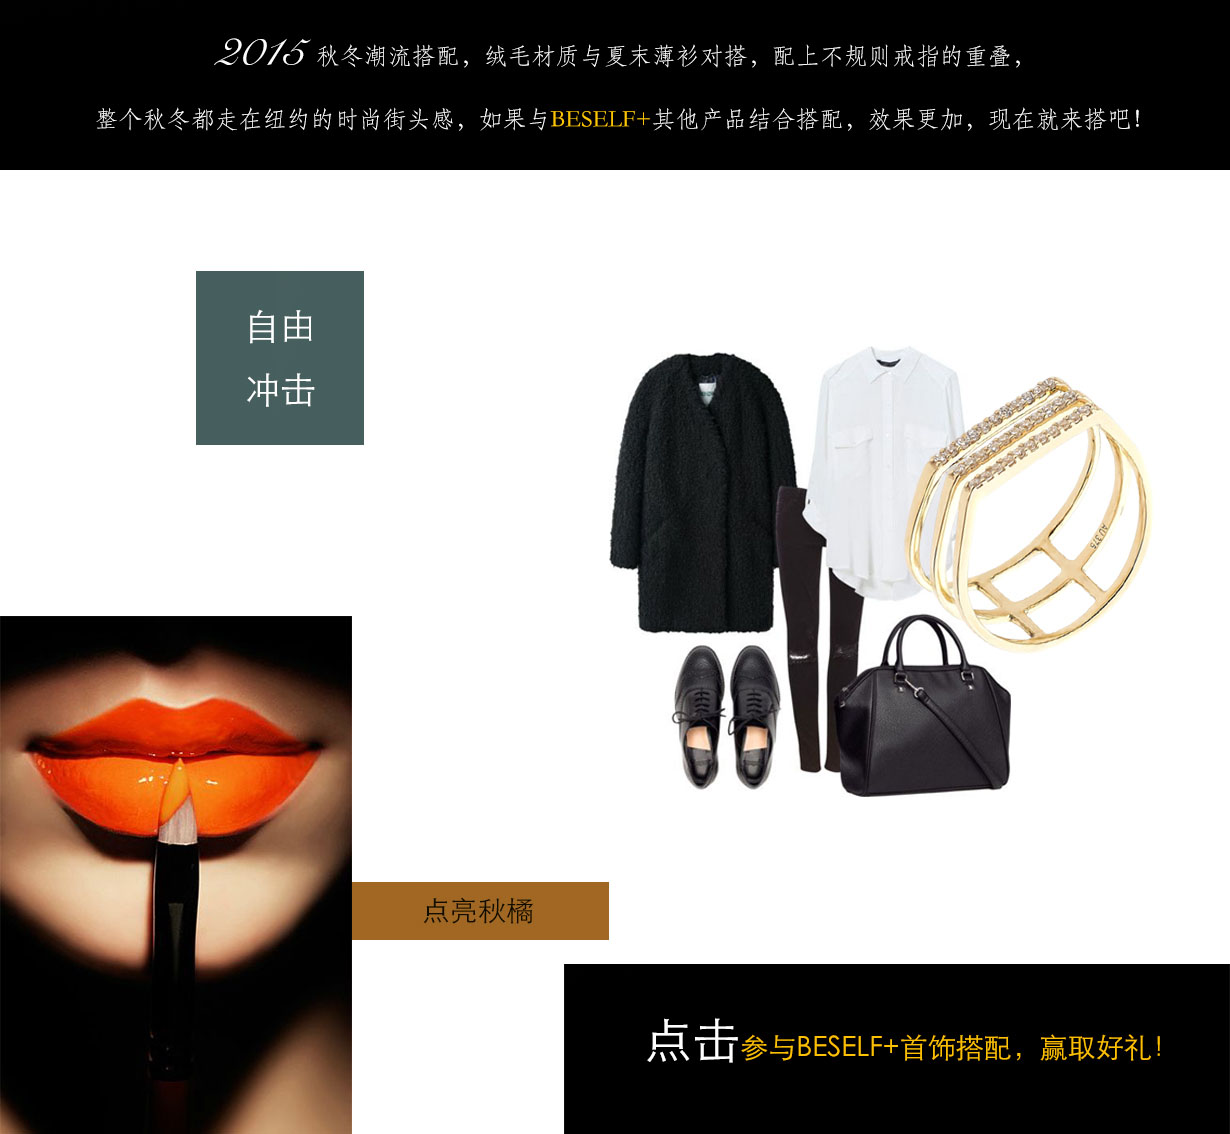 2015 秋冬潮流搭配，绒毛材质与夏末薄衫对搭，配上不规则戒指的重叠，
整个秋冬都走在纽约的时尚街头感，如果与BESELF+其他产品结合搭配，效果更加，现在就来搭吧！
自由
冲击
AU 375
点亮秋橘
点击参与BESELF+首饰搭配，赢取好礼！